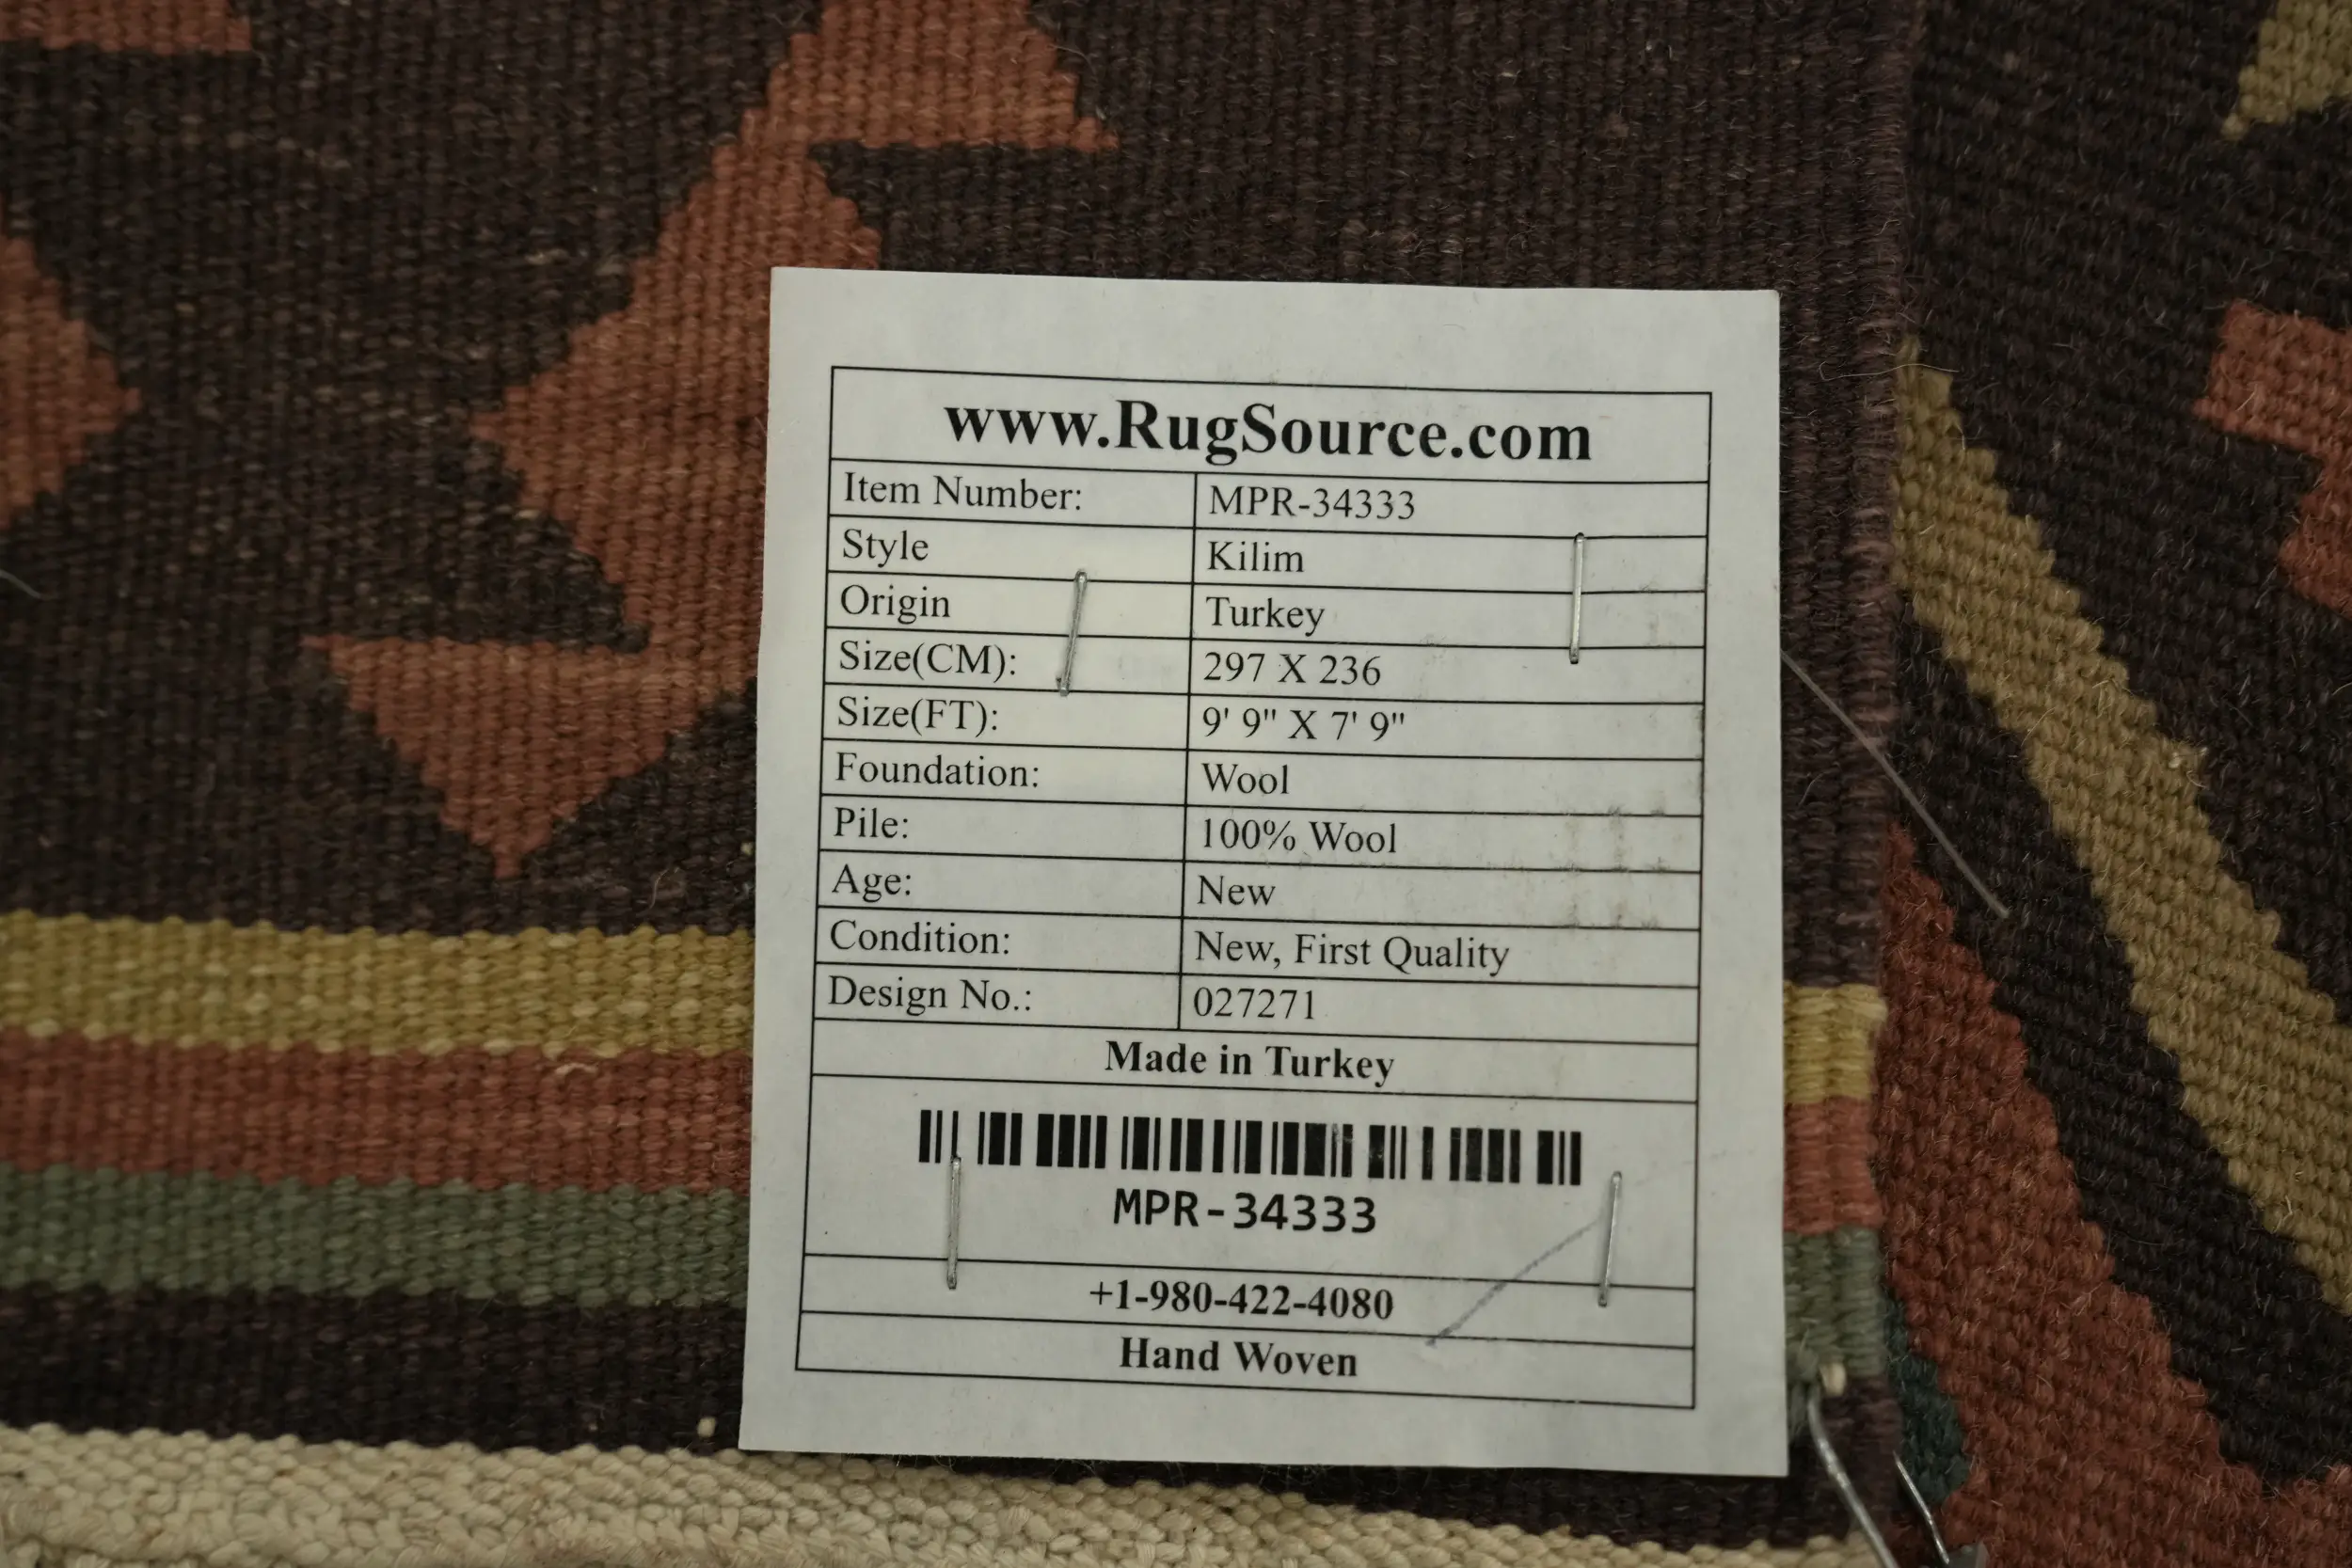 www.RugSource.com
Item Number: MPR-34333
Style Kilim
Origin Turkey
Size(CM): 297 X 236
Size(FT): 9' 9" X 7' 9"
Foundation: Wool
Pile: 100% Wool
Age: New
Condition: New, First Quality
Design No.: 027271
Made in Turkey
MPR-34333
+1-980-422-4080
Hand Woven